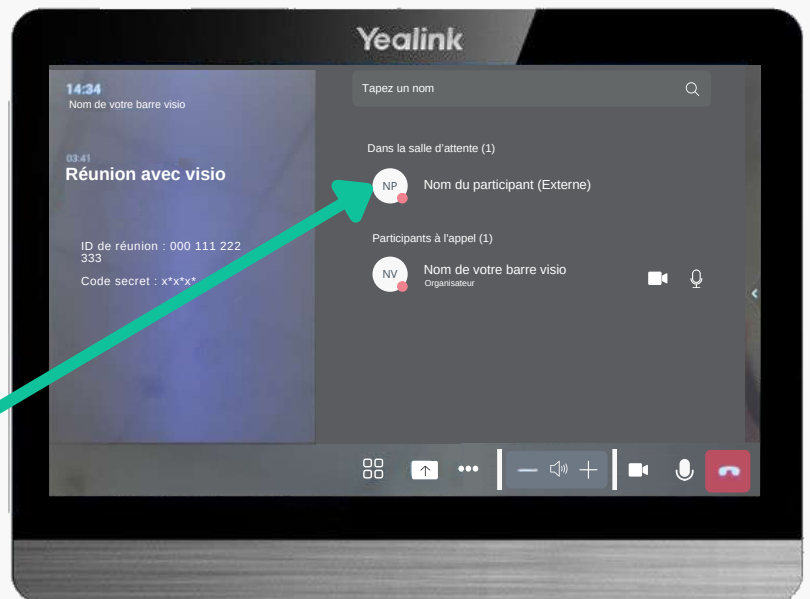 Yealink
14:34
Nom de votre barre visio
03:41
Réunion avec visio
ID de réunion : 000 111 222
333
Code secret : x*x*x*
Tapez un nom
Dans la salle d'attente (1)
NP
Nom du participant (Externe)
Participants à l'appel (1)
NV
Nom de votre barre visio
Organisateur